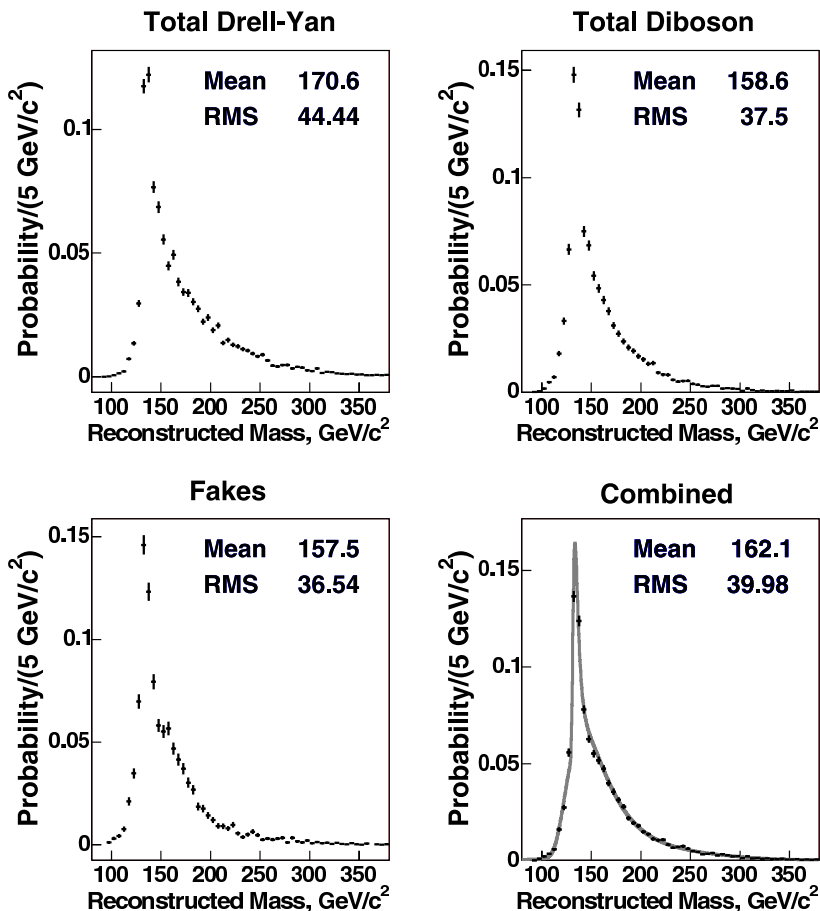 Total Drell-Yan
Probability/(5 GeV/c²)
Mean 170.6
RMS 44.44
0.1
0.05
0
100 150 200 250 300 350
Reconstructed Mass, GeV/c²
Total Diboson
Probability/(5 GeV/c²)
Mean 158.6
RMS 37.5
0.15
0.1
0.05
0
100 150 200 250 300 350
Reconstructed Mass, GeV/c²
Fakes
Probability/(5 GeV/c²)
Mean 157.5
RMS 36.54
0.15
0.1
0.05
0
100 150 200 250 300 350
Reconstructed Mass, GeV/c²
Combined
Probability/(5 GeV/c²)
Mean 162.1
RMS 39.98
0.15
0.1
0.05
0
100 150 200 250 300 350
Reconstructed Mass, GeV/c²